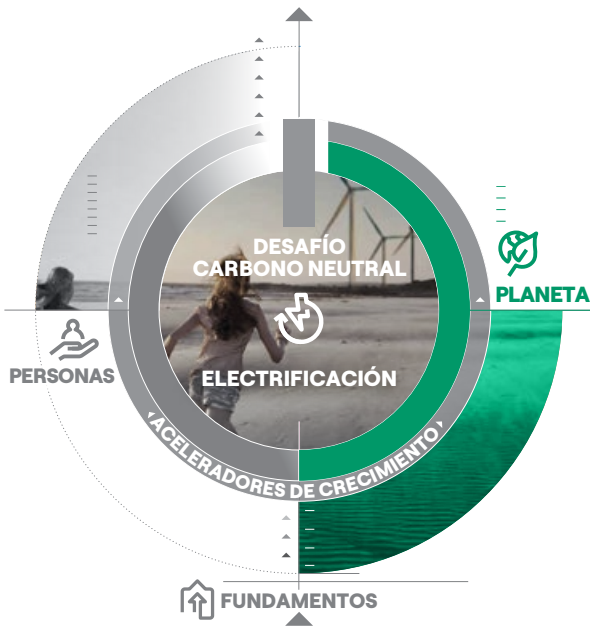 DESAFÍO
CARBONO NEUTRAL
PLANETA
PERSONAS
ELECTRIFICACIÓN
ACELERADORES DE CRECIMIENTO
FUNDAMENTOS